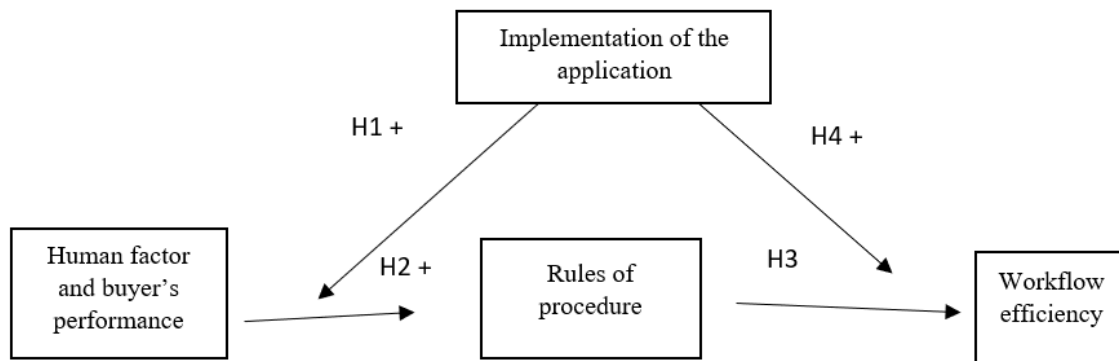 Implementation of the
application
H1 +
H4 +
Human factor
and buyer's
performance
H2 +
Rules of
procedure
H3
Workflow
efficiency